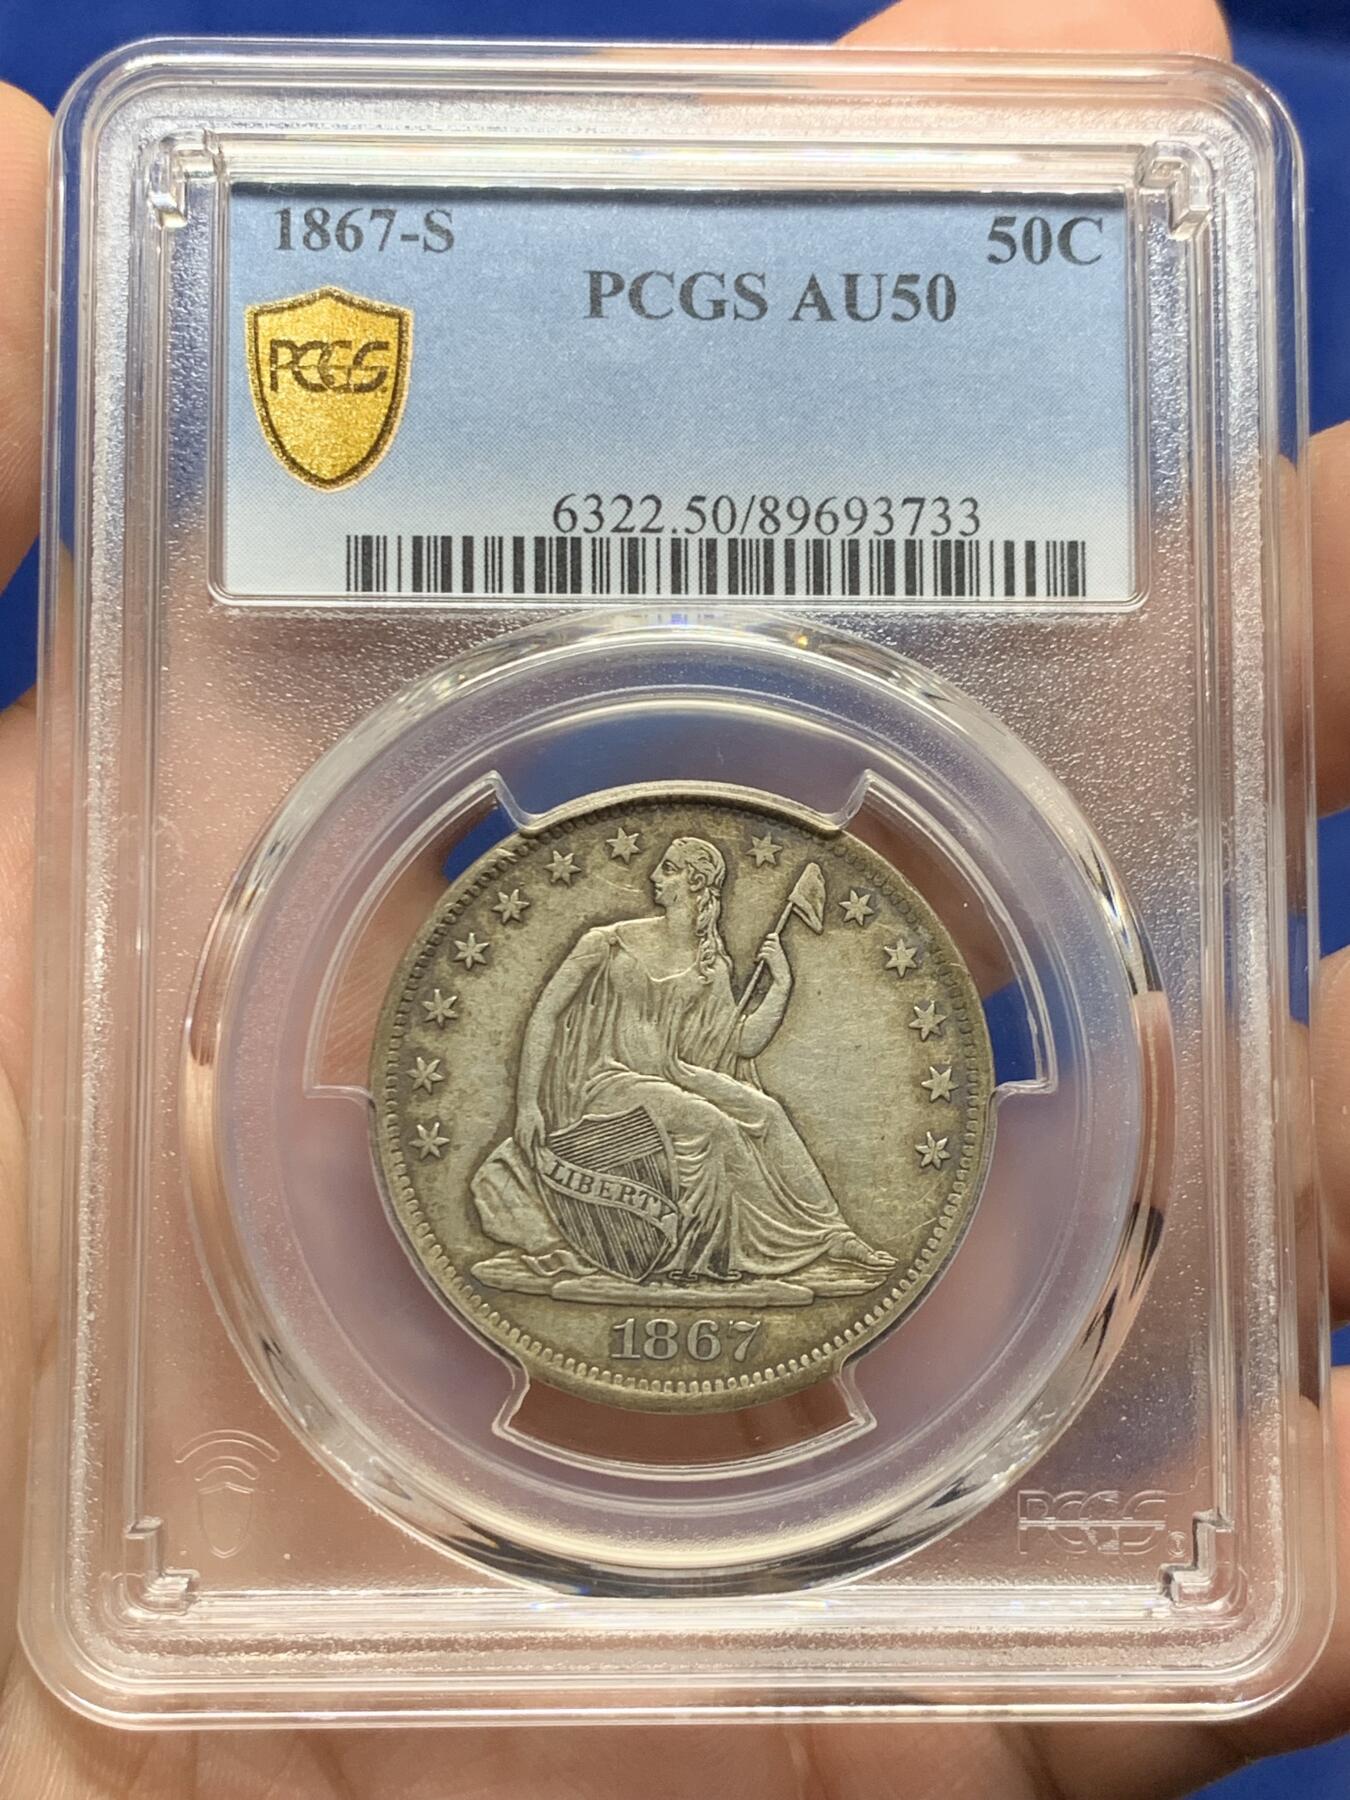 1867-S
50C
PCGS AU50
PCGS
6322.50/89693733
LIBERTY
1867
PCGS